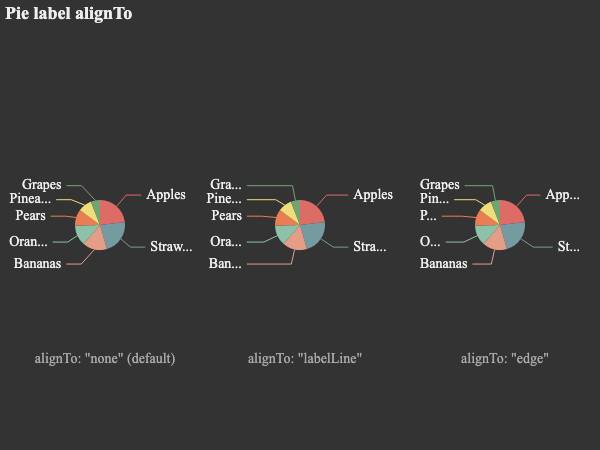 Pie label alignTo
Grapes
Pinea...
Pears
Oran...
Bananas
Apples
Straw...
alignTo: "none" (default)
Gra...
Pine...
Pears
Ora...
Ban...
Apples
Stra...
alignTo: "labelLine"
Grapes
Pin...
P...
O...
Bananas
App...
St...
alignTo: "edge"